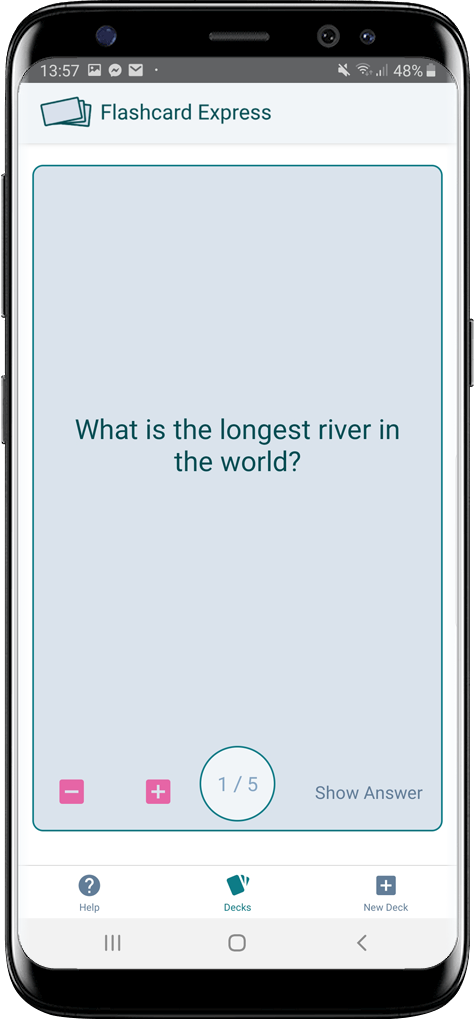 13:57
48%
Flashcard Express
What is the longest river in
the world?
1 / 5
Show Answer
Help
Decks
New Deck